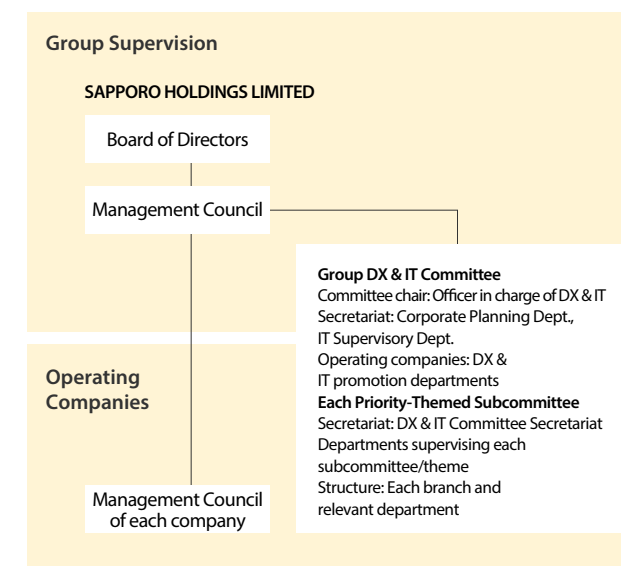 Group Supervision
SAPPORO HOLDINGS LIMITED
Board of Directors
Management Council
Group DX & IT Committee
Committee chair: Officer in charge of DX & IT
Secretariat: Corporate Planning Dept.,
IT Supervisory Dept.
Operating companies: DX &
IT promotion departments
Each Priority-Themed Subcommittee
Secretariat: DX & IT Committee Secretariat
Departments supervising each
subcommittee/theme
Structure: Each branch and
relevant department
Operating
Companies
Management Council
of each company